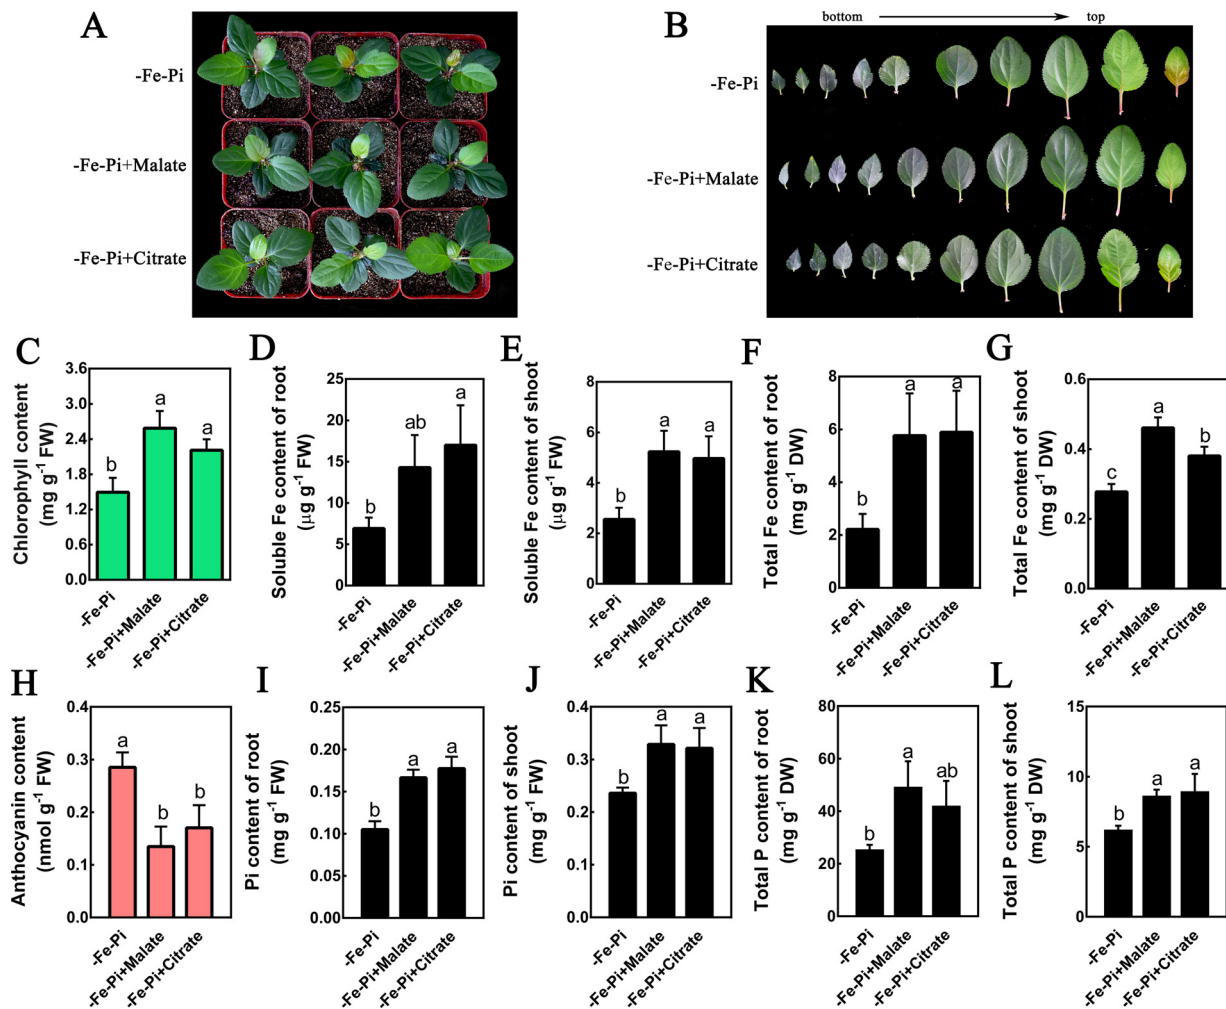 A
-Fe-Pi
-Fe-Pi+Malate
-Fe-Pi+Citrate
B
bottom
top
-Fe-Pi
-Fe-Pi+Malate
-Fe-Pi+Citrate
C
Chlorophyll content
(mg g⁻¹ FW)
3.6
3.0
2.4
1.8
1.2
0.6
0.0
b
a
a
-Fe-Pi
-Fe-Pi+Malate
-Fe-Pi+Citrate
D
Soluble Fe content of root
(μg g⁻¹ FW)
25
20
15
10
5
0
b
ab
a
-Fe-Pi
-Fe-Pi+Malate
-Fe-Pi+Citrate
E
Soluble Fe content of shoot
(μg g⁻¹ FW)
8
6
4
2
0
b
a
a
-Fe-Pi
-Fe-Pi+Malate
-Fe-Pi+Citrate
F
Total Fe content of root
(mg g⁻¹ DW)
8
6
4
2
0
b
a
a
-Fe-Pi
-Fe-Pi+Malate
-Fe-Pi+Citrate
G
Total Fe content of shoot
(mg g⁻¹ DW)
0.6
0.4
0.2
0.0
c
a
b
-Fe-Pi
-Fe-Pi+Malate
-Fe-Pi+Citrate
H
Anthocyanin content
(nmol g⁻¹ FW)
0.4
0.3
0.2
0.1
0.0
a
b
b
-Fe-Pi
-Fe-Pi+Malate
-Fe-Pi+Citrate
I
Pi content of root
(mg g⁻¹ FW)
0.25
0.20
0.15
0.10
0.05
0.00
b
a
a
-Fe-Pi
-Fe-Pi+Malate
-Fe-Pi+Citrate
J
Pi content of shoot
(mg g⁻¹ FW)
0.4
0.3
0.2
0.1
0.0
b
a
a
-Fe-Pi
-Fe-Pi+Malate
-Fe-Pi+Citrate
K
Total P content of root
(mg g⁻¹ DW)
80
60
40
20
0
b
a
ab
-Fe-Pi
-Fe-Pi+Malate
-Fe-Pi+Citrate
L
Total P content of shoot
(mg g⁻¹ DW)
15
10
5
0
b
a
a
-Fe-Pi
-Fe-Pi+Malate
-Fe-Pi+Citrate